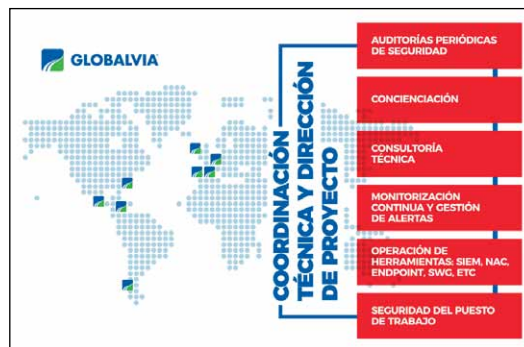 GLOBALVIA
COORDINACIÓN
TÉCNICA Y DIRECCIÓN
DE PROYECTO
AUDITORÍAS PERIÓDICAS
DE SEGURIDAD
CONCIENCIACIÓN
CONSULTORÍA
TÉCNICA
MONITORIZACIÓN
CONTINUA Y GESTIÓN
DE ALERTAS
OPERACIÓN DE
HERRAMIENTAS: SIEM, NAC,
ENDPOINT, SWG, ETC
SEGURIDAD DEL PUESTO
DE TRABAJO